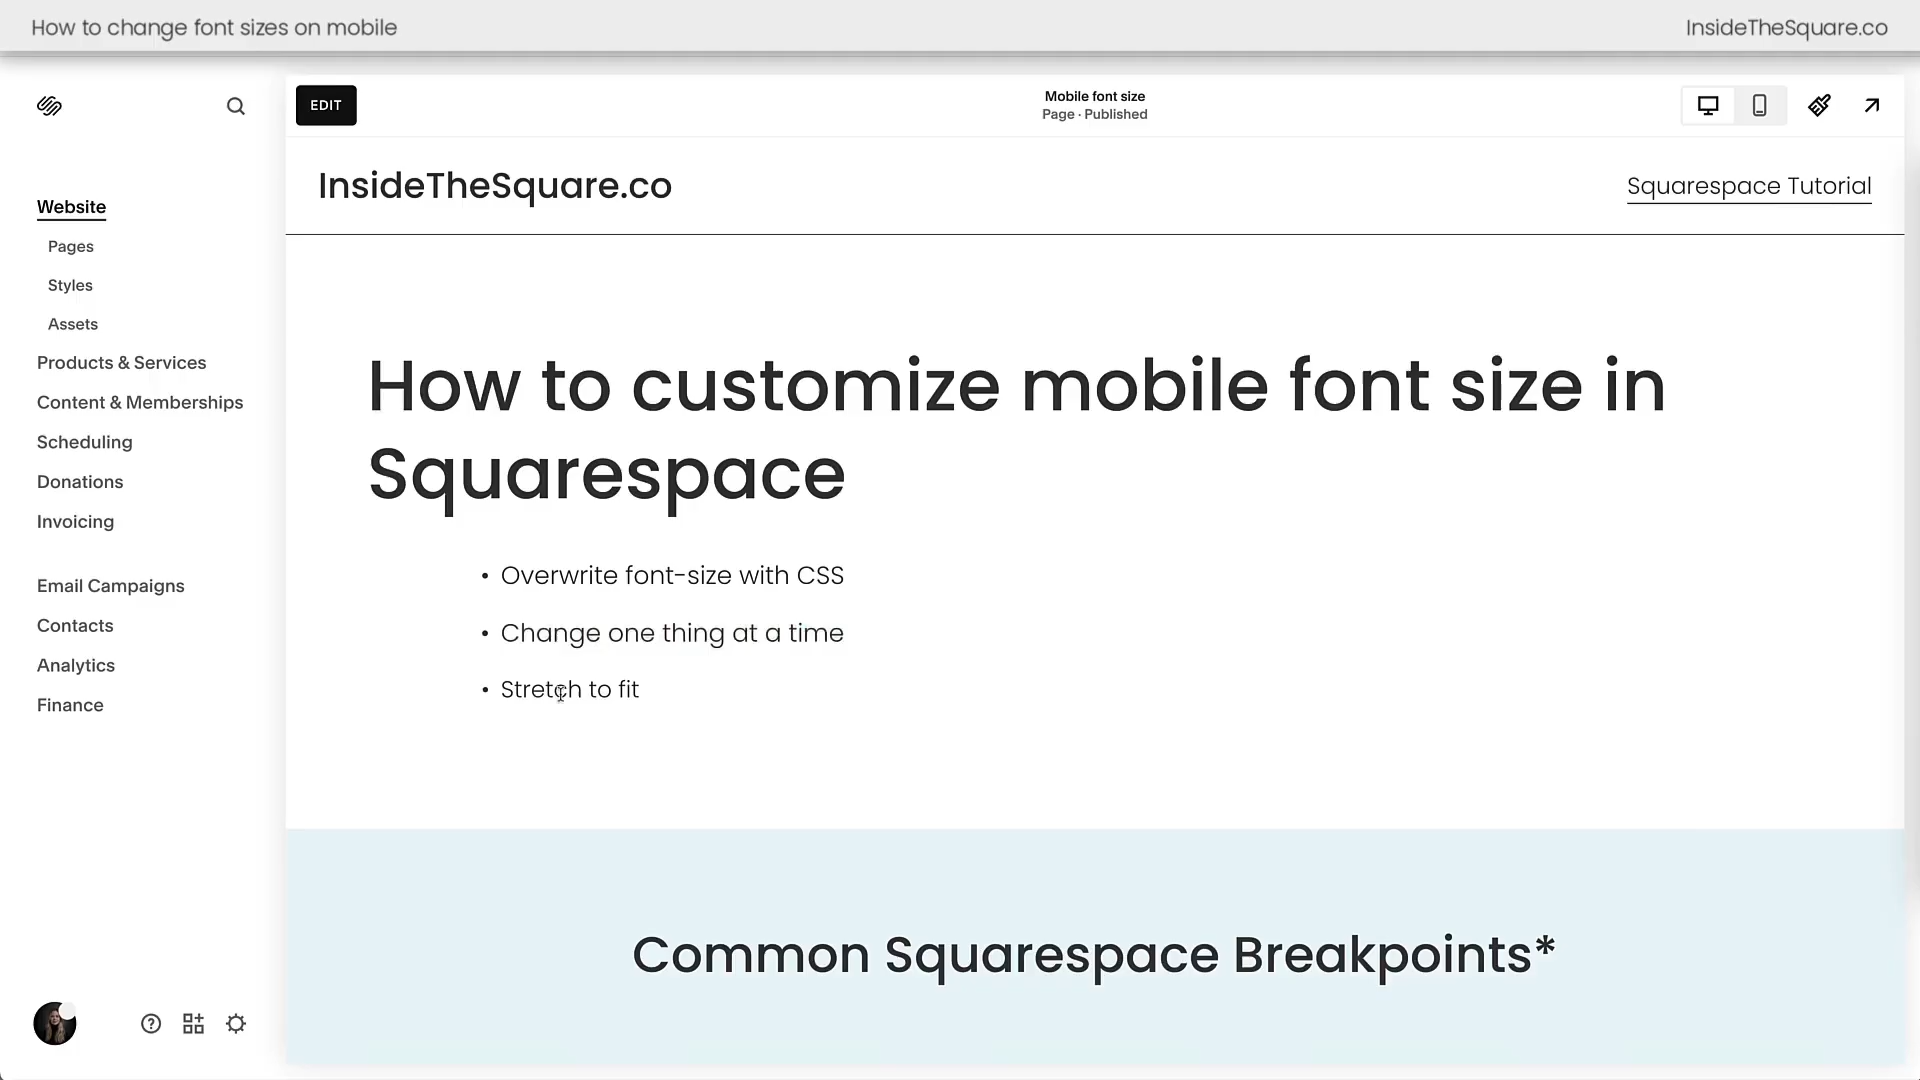 How to change font sizes on mobile
InsideTheSquare.co
EDIT
Mobile font size
Page · Published
Website
Pages
Styles
Assets
Products & Services
Content & Memberships
Scheduling
Donations
Invoicing
Email Campaigns
Contacts
Analytics
Finance
InsideTheSquare.co
Squarespace Tutorial
How to customize mobile font size in
Squarespace
• Overwrite font-size with CSS
• Change one thing at a time
• Stretch to fit
Common Squarespace Breakpoints*